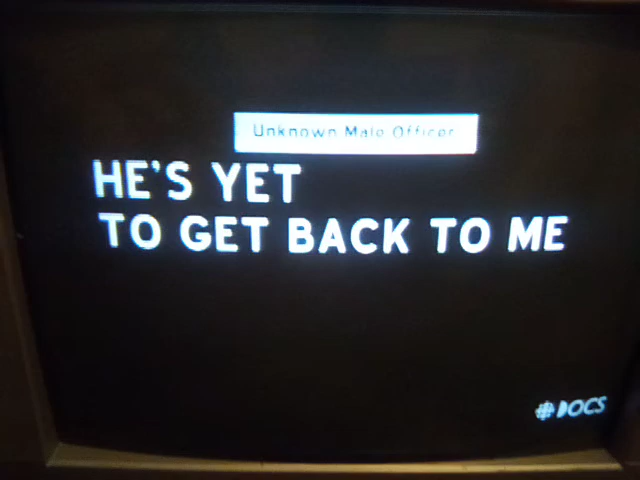 Unknown Male Officer
HE'S YET
TO GET BACK TO ME
DOCS